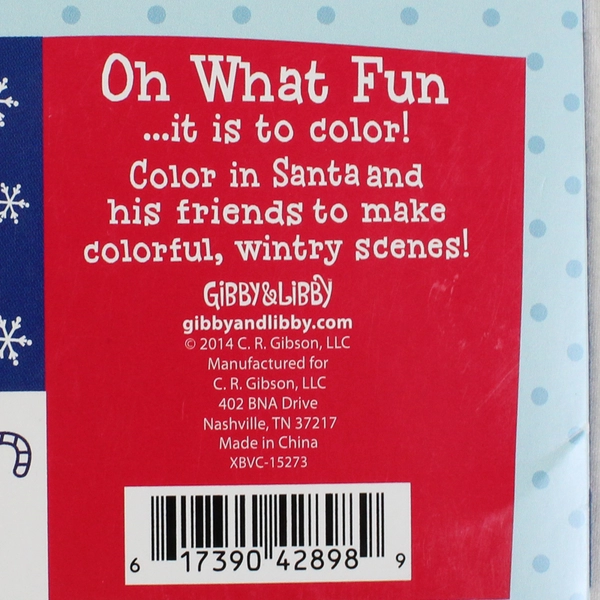 Oh What Fun
...it is to color!
Color in Santa and
his friends to make
colorful, wintry scenes!
GiBBY&LiBBY
gibbyandlibby.com
© 2014 C. R. Gibson, LLC
Manufactured for
C. R. Gibson, LLC
402 BNA Drive
Nashville, TN 37217
Made in China
XBVC-15273
6 17390 42898 9